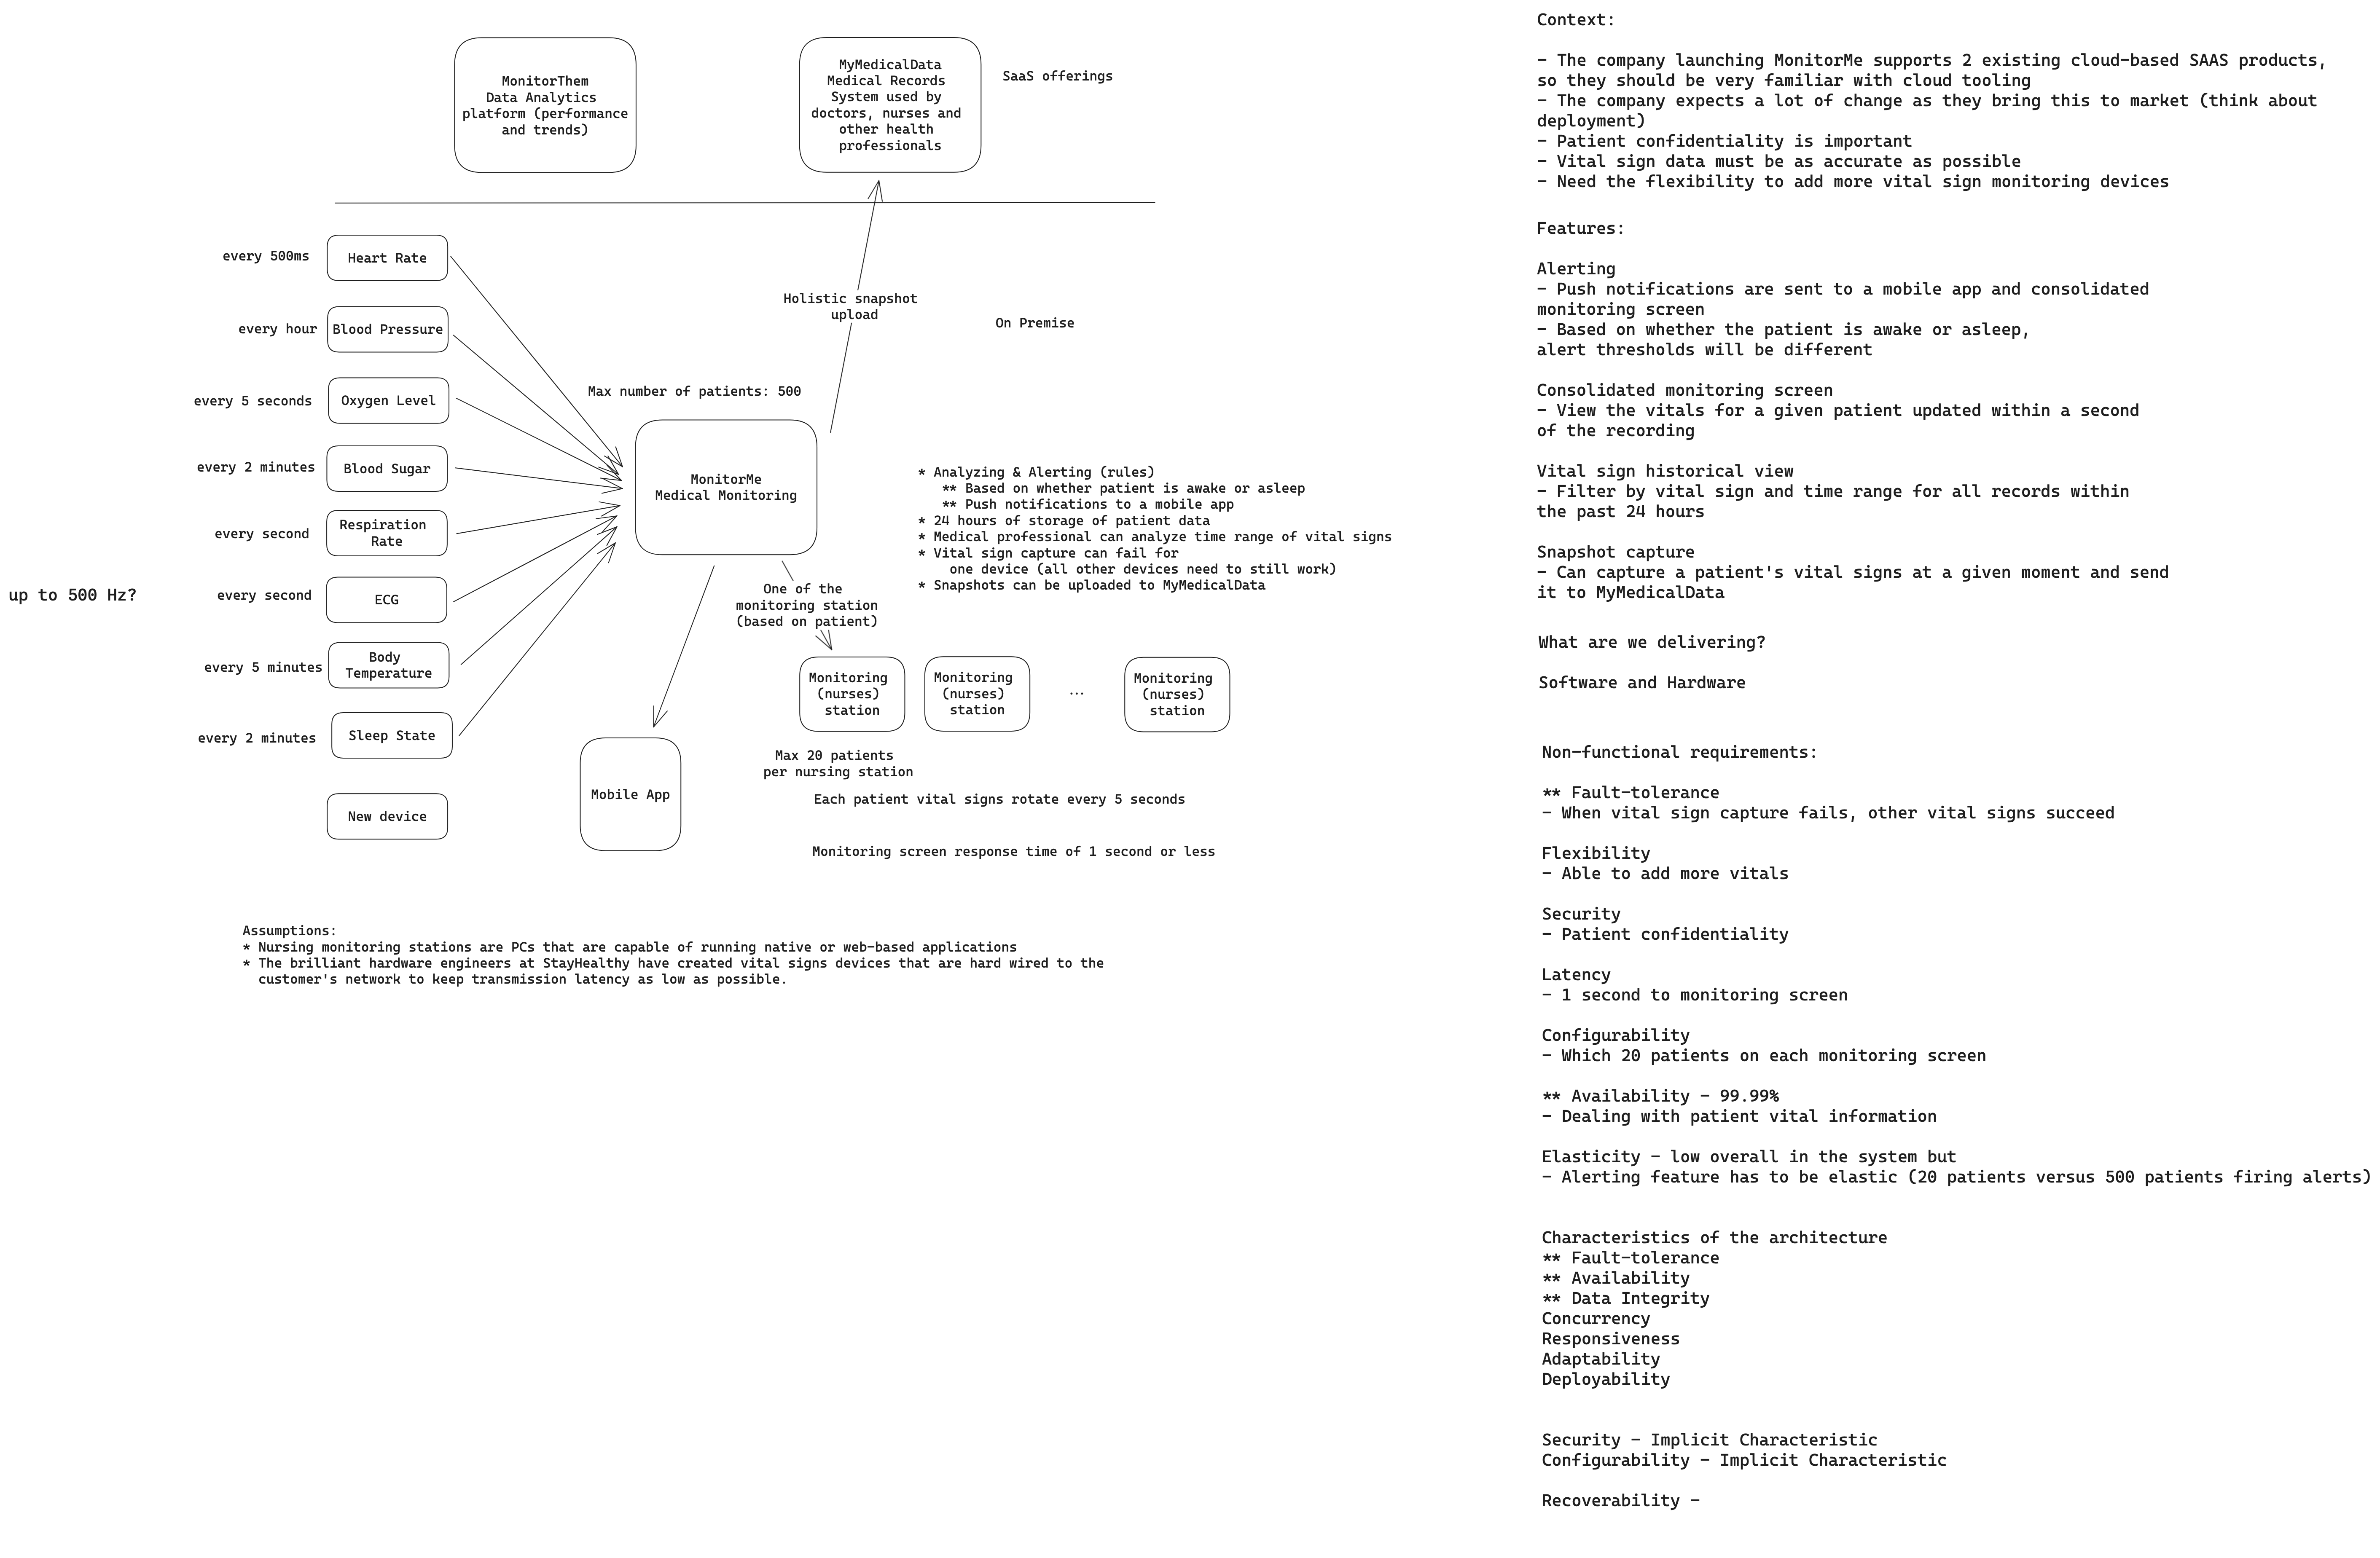 MonitorThem
Data Analytics
platform (performance
and trends)
MyMedicalData
Medical Records
System used by
doctors, nurses and
other health
professionals
SaaS offerings
every 500ms
Heart Rate
Holistic snapshot
upload
On Premise
every hour
Blood Pressure
every 5 seconds
Oxygen Level
Max number of patients: 500
every 2 minutes
Blood Sugar
MonitorMe
Medical Monitoring
every second
Respiration
Rate
up to 500 Hz?
every second
ECG
every 5 minutes
Body
Temperature
every 2 minutes
Sleep State
New device
* Analyzing & Alerting (rules)
** Based on whether patient is awake or asleep
** Push notifications to a mobile app
* 24 hours of storage of patient data
* Medical professional can analyze time range of vital signs
* Vital sign capture can fail for
one device (all other devices need to still work)
* Snapshots can be uploaded to MyMedicalData
One of the
monitoring station
(based on patient)
Monitoring
(nurses)
station
Monitoring
(nurses)
station
...
Monitoring
(nurses)
station
Mobile App
Max 20 patients
per nursing station
Each patient vital signs rotate every 5 seconds
Monitoring screen response time of 1 second or less
Assumptions:
* Nursing monitoring stations are PCs that are capable of running native or web-based applications
* The brilliant hardware engineers at StayHealthy have created vital signs devices that are hard wired to the
customer's network to keep transmission latency as low as possible.
Context:
- The company launching MonitorMe supports 2 existing cloud-based SAAS products,
so they should be very familiar with cloud tooling
- The company expects a lot of change as they bring this to market (think about
deployment)
- Patient confidentiality is important
- Vital sign data must be as accurate as possible
- Need the flexibility to add more vital sign monitoring devices
Features:
Alerting
- Push notifications are sent to a mobile app and consolidated
monitoring screen
- Based on whether the patient is awake or asleep,
alert thresholds will be different
Consolidated monitoring screen
- View the vitals for a given patient updated within a second
of the recording
Vital sign historical view
- Filter by vital sign and time range for all records within
the past 24 hours
Snapshot capture
- Can capture a patient's vital signs at a given moment and send
it to MyMedicalData
What are we delivering?
Software and Hardware
Non-functional requirements:
** Fault-tolerance
- When vital sign capture fails, other vital signs succeed
Flexibility
- Able to add more vitals
Security
- Patient confidentiality
Latency
- 1 second to monitoring screen
Configurability
- Which 20 patients on each monitoring screen
** Availability - 99.99%
- Dealing with patient vital information
Elasticity - low overall in the system but
- Alerting feature has to be elastic (20 patients versus 500 patients firing alerts)
Characteristics of the architecture
** Fault-tolerance
** Availability
** Data Integrity
Concurrency
Responsiveness
Adaptability
Deployability
Security - Implicit Characteristic
Configurability - Implicit Characteristic
Recoverability -